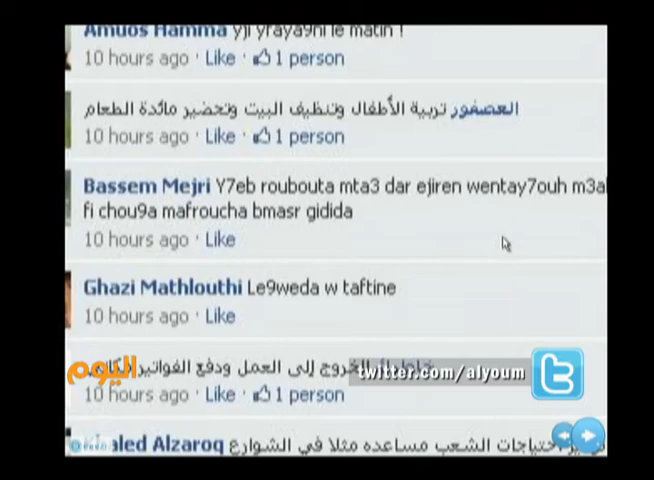 Amuos Hamma yji yraya9ni le matin !
10 hours ago · Like · 1 person
العصفور تربية الأطفال وتنظيف البيت وتحضير مائدة الطعام
10 hours ago · Like · 1 person
Bassem Mejri Y7eb roubouta mta3 dar ejiren wentay7ouh m3a
fi chou9a mafroucha bmasr gidida
10 hours ago · Like
Ghazi Mathlouthi Le9weda w taftine
10 hours ago · Like
الخروج إلى العمل ودفع الفواتير
اليوم
twitter.com/alyoum
10 hours ago · Like · 1 person
aled Alzaroq احتياجات الشعب مساعده مثلا في الشوارع